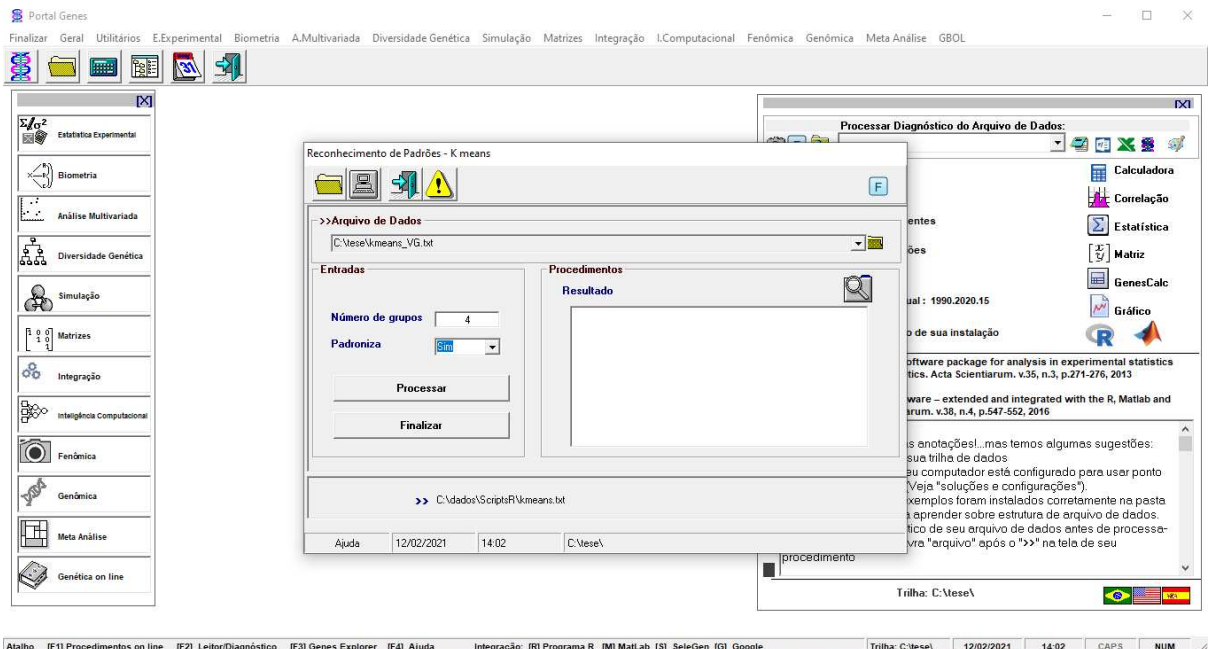 Portal Genes
Finalizar Geral Utilitários E.Experimental Biometria A.Multivariada Diversidade Genética Simulação Matrizes Integração I.Computacional Fenômica Genômica Meta Análise GBOL
31
[X]
Σ/σ²
Estatística Experimental
Biometria
Análise Multivariada
Diversidade Genética
Simulação
Matrizes
Integração
Inteligência Computacional
Fenômica
Genômica
Meta Análise
Genética on line
Reconhecimento de Padrões - K means
F
>>Arquivo de Dados
C:\tese\kmeans_VG.txt
Entradas
Número de grupos 4
Padroniza Sim
Processar
Finalizar
Procedimentos
Resultado
>> C:\dados\ScriptsR\kmeans.txt
Ajuda 12/02/2021 14:02 C:\tese\
[X]
Processar Diagnóstico do Arquivo de Dados:
Calculadora
Correlação
entes
Estatística
ões
Matriz
GenesCalc
ual : 1990.2020.15
Gráfico
o de sua instalação
R
oftware package for analysis in experimental statistics
tics. Acta Scientiarum. v.35, n.3, p.271-276, 2013
ware – extended and integrated with the R, Matlab and
arum. v.38, n.4, p.547-552, 2016
as anotações!...mas temos algumas sugestões:
sua trilha de dados
eu computador está configurado para usar ponto
(Veja "soluções e configurações").
xemplos foram instalados corretamente na pasta
a aprender sobre estrutura de arquivo de dados.
tico de seu arquivo de dados antes de processa-
vra "arquivo" após o ">>" na tela de seu
procedimento
Trilha: C:\tese\
Atalho [F1] Procedimentos on line [F2] Leitor/Diagnóstico [F3] Genes Explorer [F4] Ajuda Integração: [R] Programa R [M] MatLab [S] SeleGen [G] Google Trilha: C:\tese\ 12/02/2021 14:02 CAPS NUM